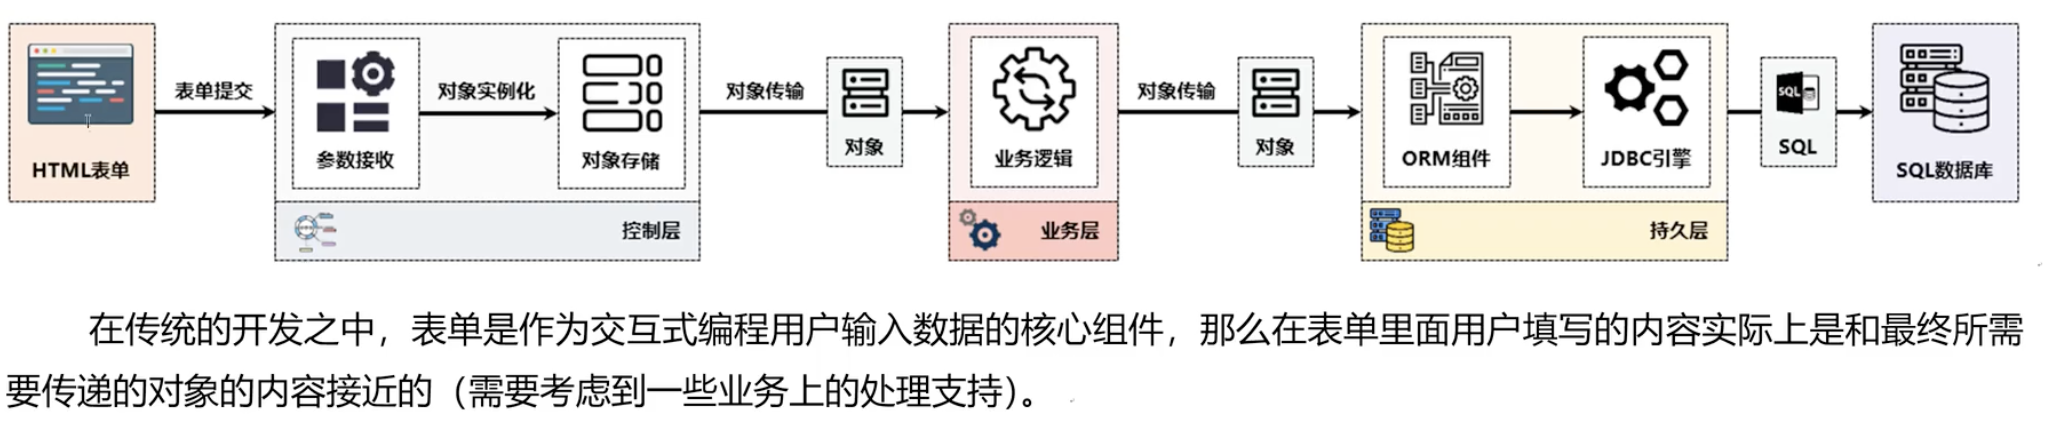 HTML表单
表单提交
参数接收
对象实例化
对象存储
控制层
对象传输
对象
业务逻辑
业务层
对象传输
对象
ORM组件
JDBC引擎
持久层
SQL
SQL
SQL数据库
在传统的开发之中，表单是作为交互式编程用户输入数据的核心组件，那么在表单里面用户填写的内容实际上是和最终所需
要传递的对象的内容接近的（需要考虑到一些业务上的处理支持）。